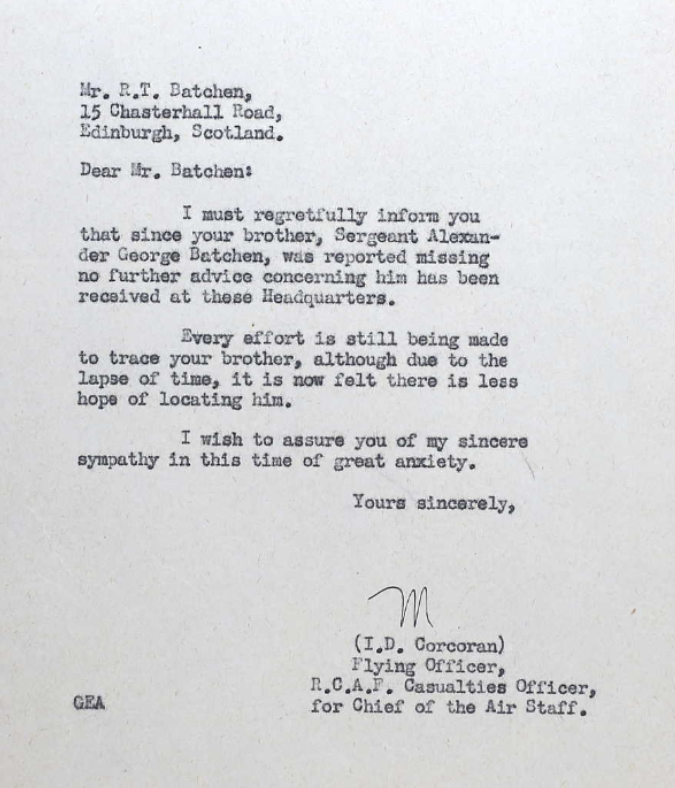 Mr. R.T. Batchen,
15 Chasterhall Road,
Edinburgh, Scotland.
Dear Mr. Batchen:
I must regretfully inform you
that since your brother, Sergeant Alexan-
der George Batchen, was reported missing
no further advice concerning him has been
received at these Headquarters.
Every effort is still being made
to trace your brother, although due to the
lapse of time, it is now felt there is less
hope of locating him.
I wish to assure you of my sincere
sympathy in this time of great anxiety.
Yours sincerely,
M
(I.D. Corcoran)
Flying Officer,
R.C.A.F. Casualties Officer,
for Chief of the Air Staff.
GEA